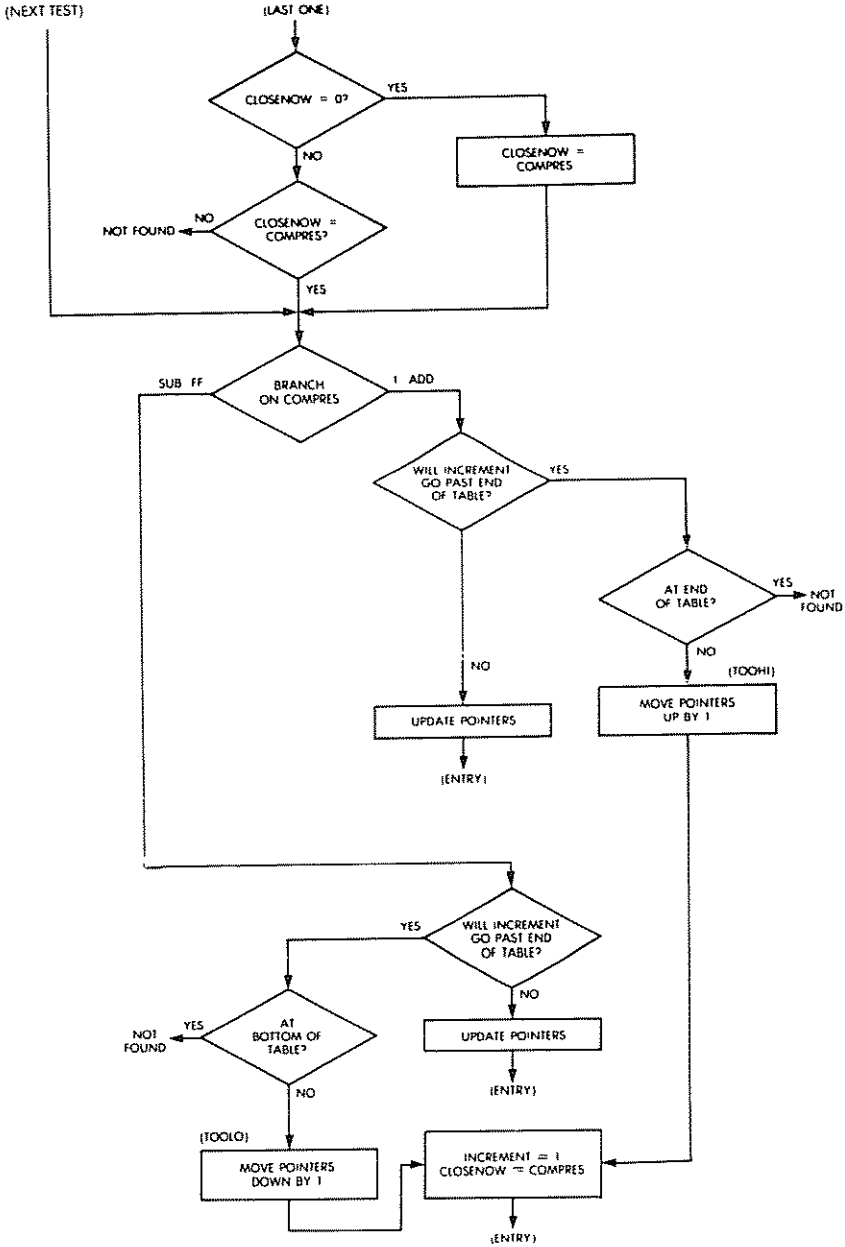 (NEXT TEST)
(LAST ONE)
CLOSENOW = 0?
YES
CLOSENOW =
COMPRES
NO
CLOSENOW =
COMPRES?
NO
NOT FOUND
YES
SUB FF
BRANCH
ON COMPRES
1 ADD
WILL INCREMENT
GO PAST END
OF TABLE?
YES
AT END
OF TABLE?
YES
NOT
FOUND
NO
NO
(TOOHI)
UPDATE POINTERS
MOVE POINTERS
UP BY 1
(ENTRY)
YES
WILL INCREMENT
GO PAST END
OF TABLE?
NO
AT
BOTTOM OF
TABLE?
YES
NOT
FOUND
UPDATE POINTERS
NO
(ENTRY)
(TOOLO)
MOVE POINTERS
DOWN BY 1
INCREMENT = 1
CLOSENOW = COMPRES
(ENTRY)